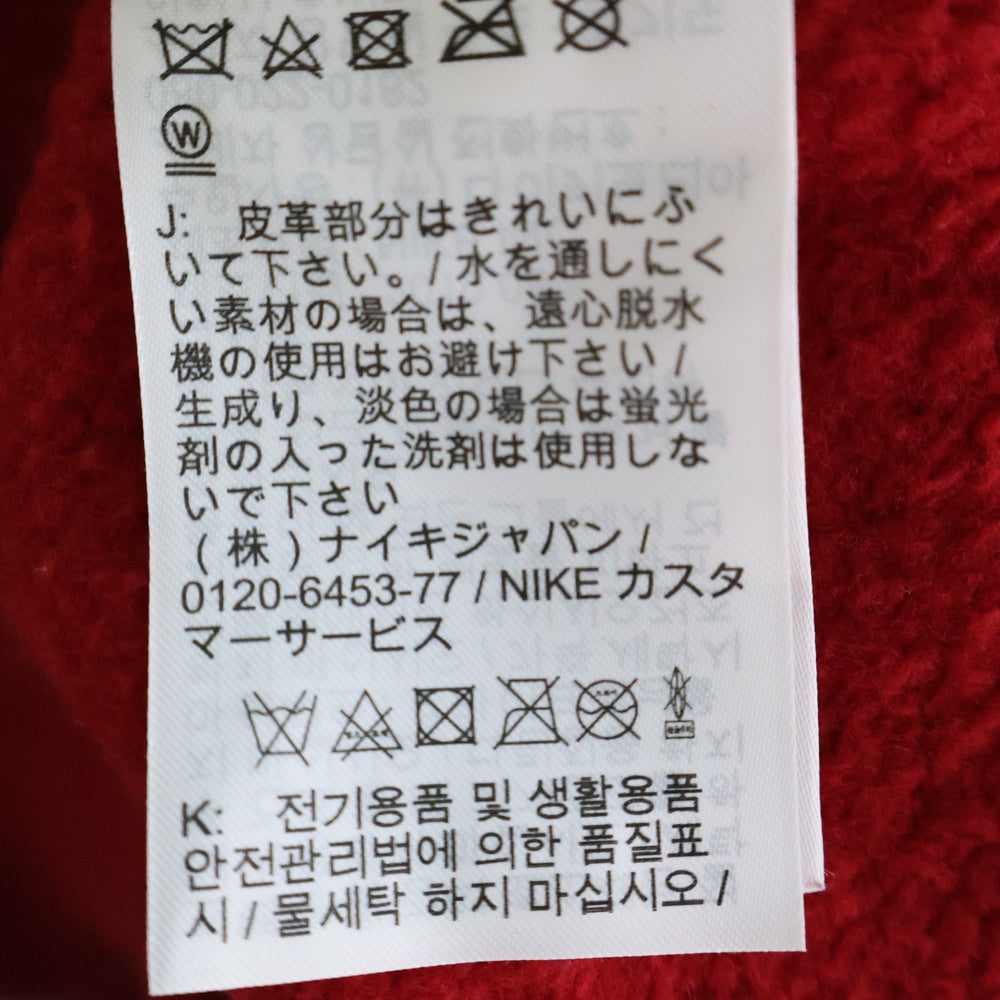 W
J: 皮革部分はきれいにふ
いて下さい。/ 水を通しにく
い素材の場合は、遠心脱水
機の使用はお避け下さい /
生成り、淡色の場合は蛍光
剤の入った洗剤は使用しな
いで下さい
(株)ナイキジャパン /
0120-6453-77 / NIKE カスタ
マーサービス
K: 전기용품 및 생활용품
안전관리법에 의한 품질표
시 / 물세탁 하지 마십시오 /